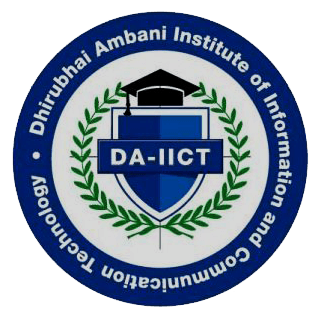 Dhirubhai Ambani Institute of Information and Communication Technology
DA-IICT